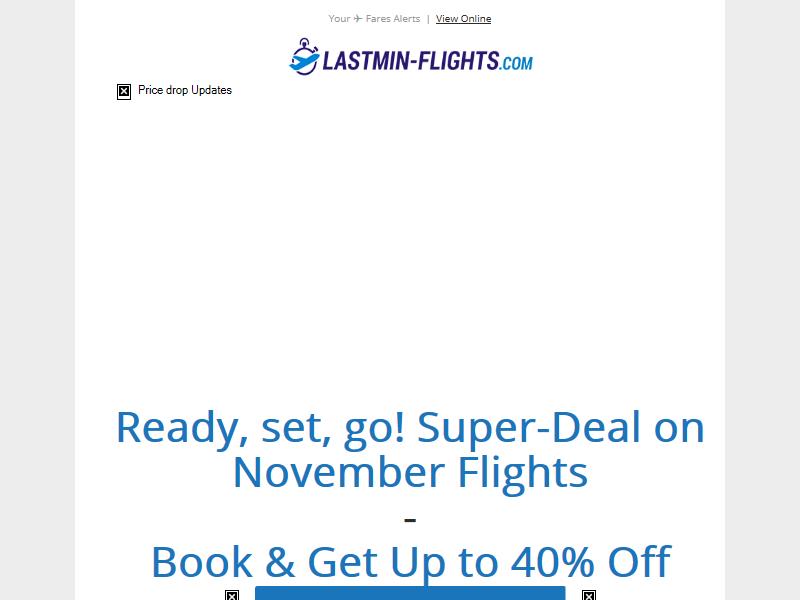 Your ✈ Fares Alerts | View Online
LASTMIN-FLIGHTS.COM
Price drop Updates
Ready, set, go! Super-Deal on
November Flights
-
Book & Get Up to 40% Off